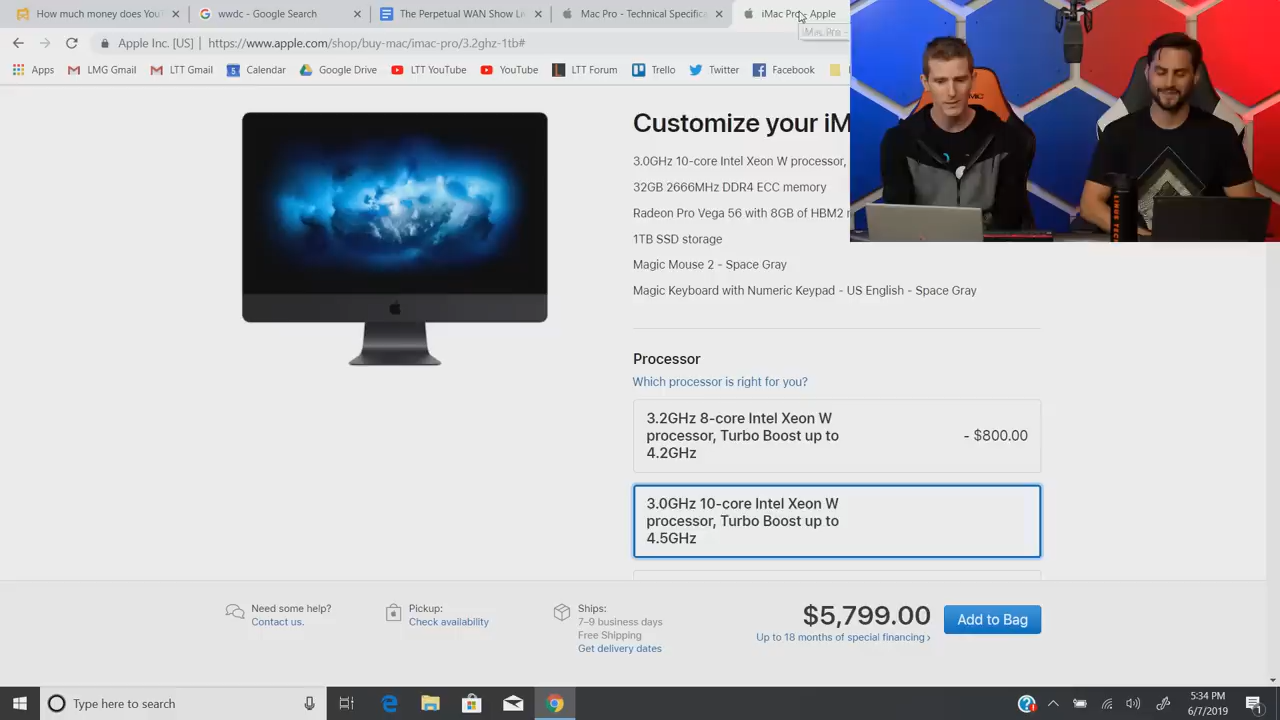 How much money does You
wwdc - Google Search
The Perpetual WAN Show Li
Mac Pro - Technical Specifica
iMac Pro - Apple
iMac Pro -
Apple Inc. [US] | https://www.apple.com/shop/buy-mac/imac-pro/3.2ghz-1tb#
Apps
LMG Gmail
LTT Gmail
Calendar
Google Drive
LTT YouTube
YouTube
LTT Forum
Trello
Twitter
Facebook
Customize your iM
3.0GHz 10-core Intel Xeon W processor,
32GB 2666MHz DDR4 ECC memory
Radeon Pro Vega 56 with 8GB of HBM2
1TB SSD storage
Magic Mouse 2 - Space Gray
Magic Keyboard with Numeric Keypad - US English - Space Gray
Processor
Which processor is right for you?
3.2GHz 8-core Intel Xeon W
processor, Turbo Boost up to
4.2GHz
- $800.00
3.0GHz 10-core Intel Xeon W
processor, Turbo Boost up to
4.5GHz
Need some help?
Contact us.
Pickup:
Check availability
Ships:
7–9 business days
Free Shipping
Get delivery dates
$5,799.00
Up to 18 months of special financing ›
Add to Bag
LINUS TECH
Type here to search
5:34 PM
6/7/2019